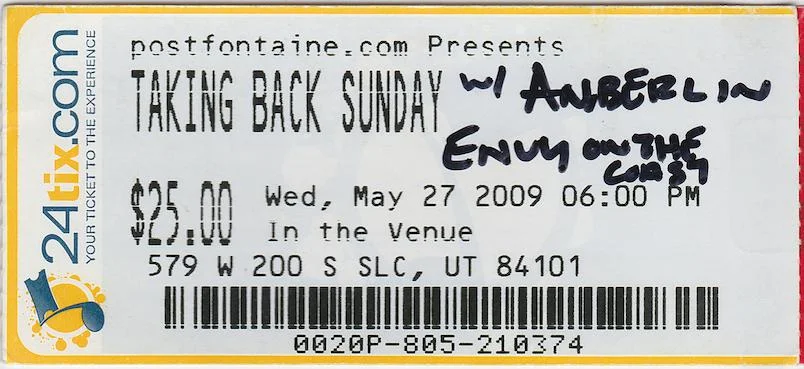 24tix.com
YOUR TICKET TO THE EXPERIENCE
postfontaine.com Presents
TAKING BACK SUNDAY w/ ANBERLIN
ENVY ON THE
COAST
$25.00 Wed, May 27 2009 06:00 PM
In the Venue
579 W 200 S SLC, UT 84101
0020P-805-210374